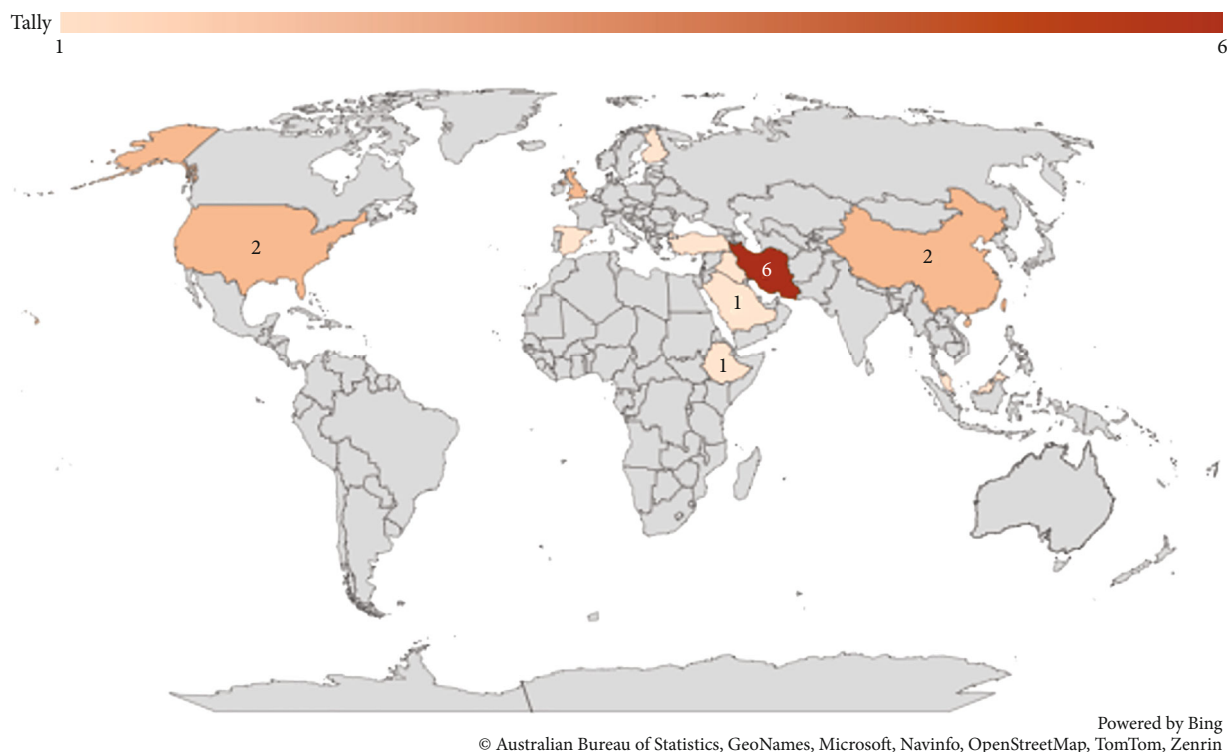 Tally
1
6
2
2
6
1
1
Powered by Bing
© Australian Bureau of Statistics, GeoNames, Microsoft, Navinfo, OpenStreetMap, TomTom, Zenrin